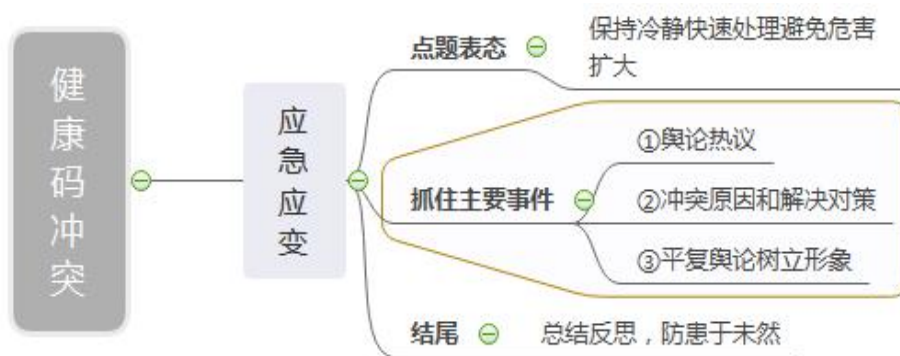 健康码冲突
应急应变
点题表态
保持冷静快速处理避免危害
扩大
抓住主要事件
①舆论热议
②冲突原因和解决对策
③平复舆论树立形象
结尾
总结反思，防患于未然